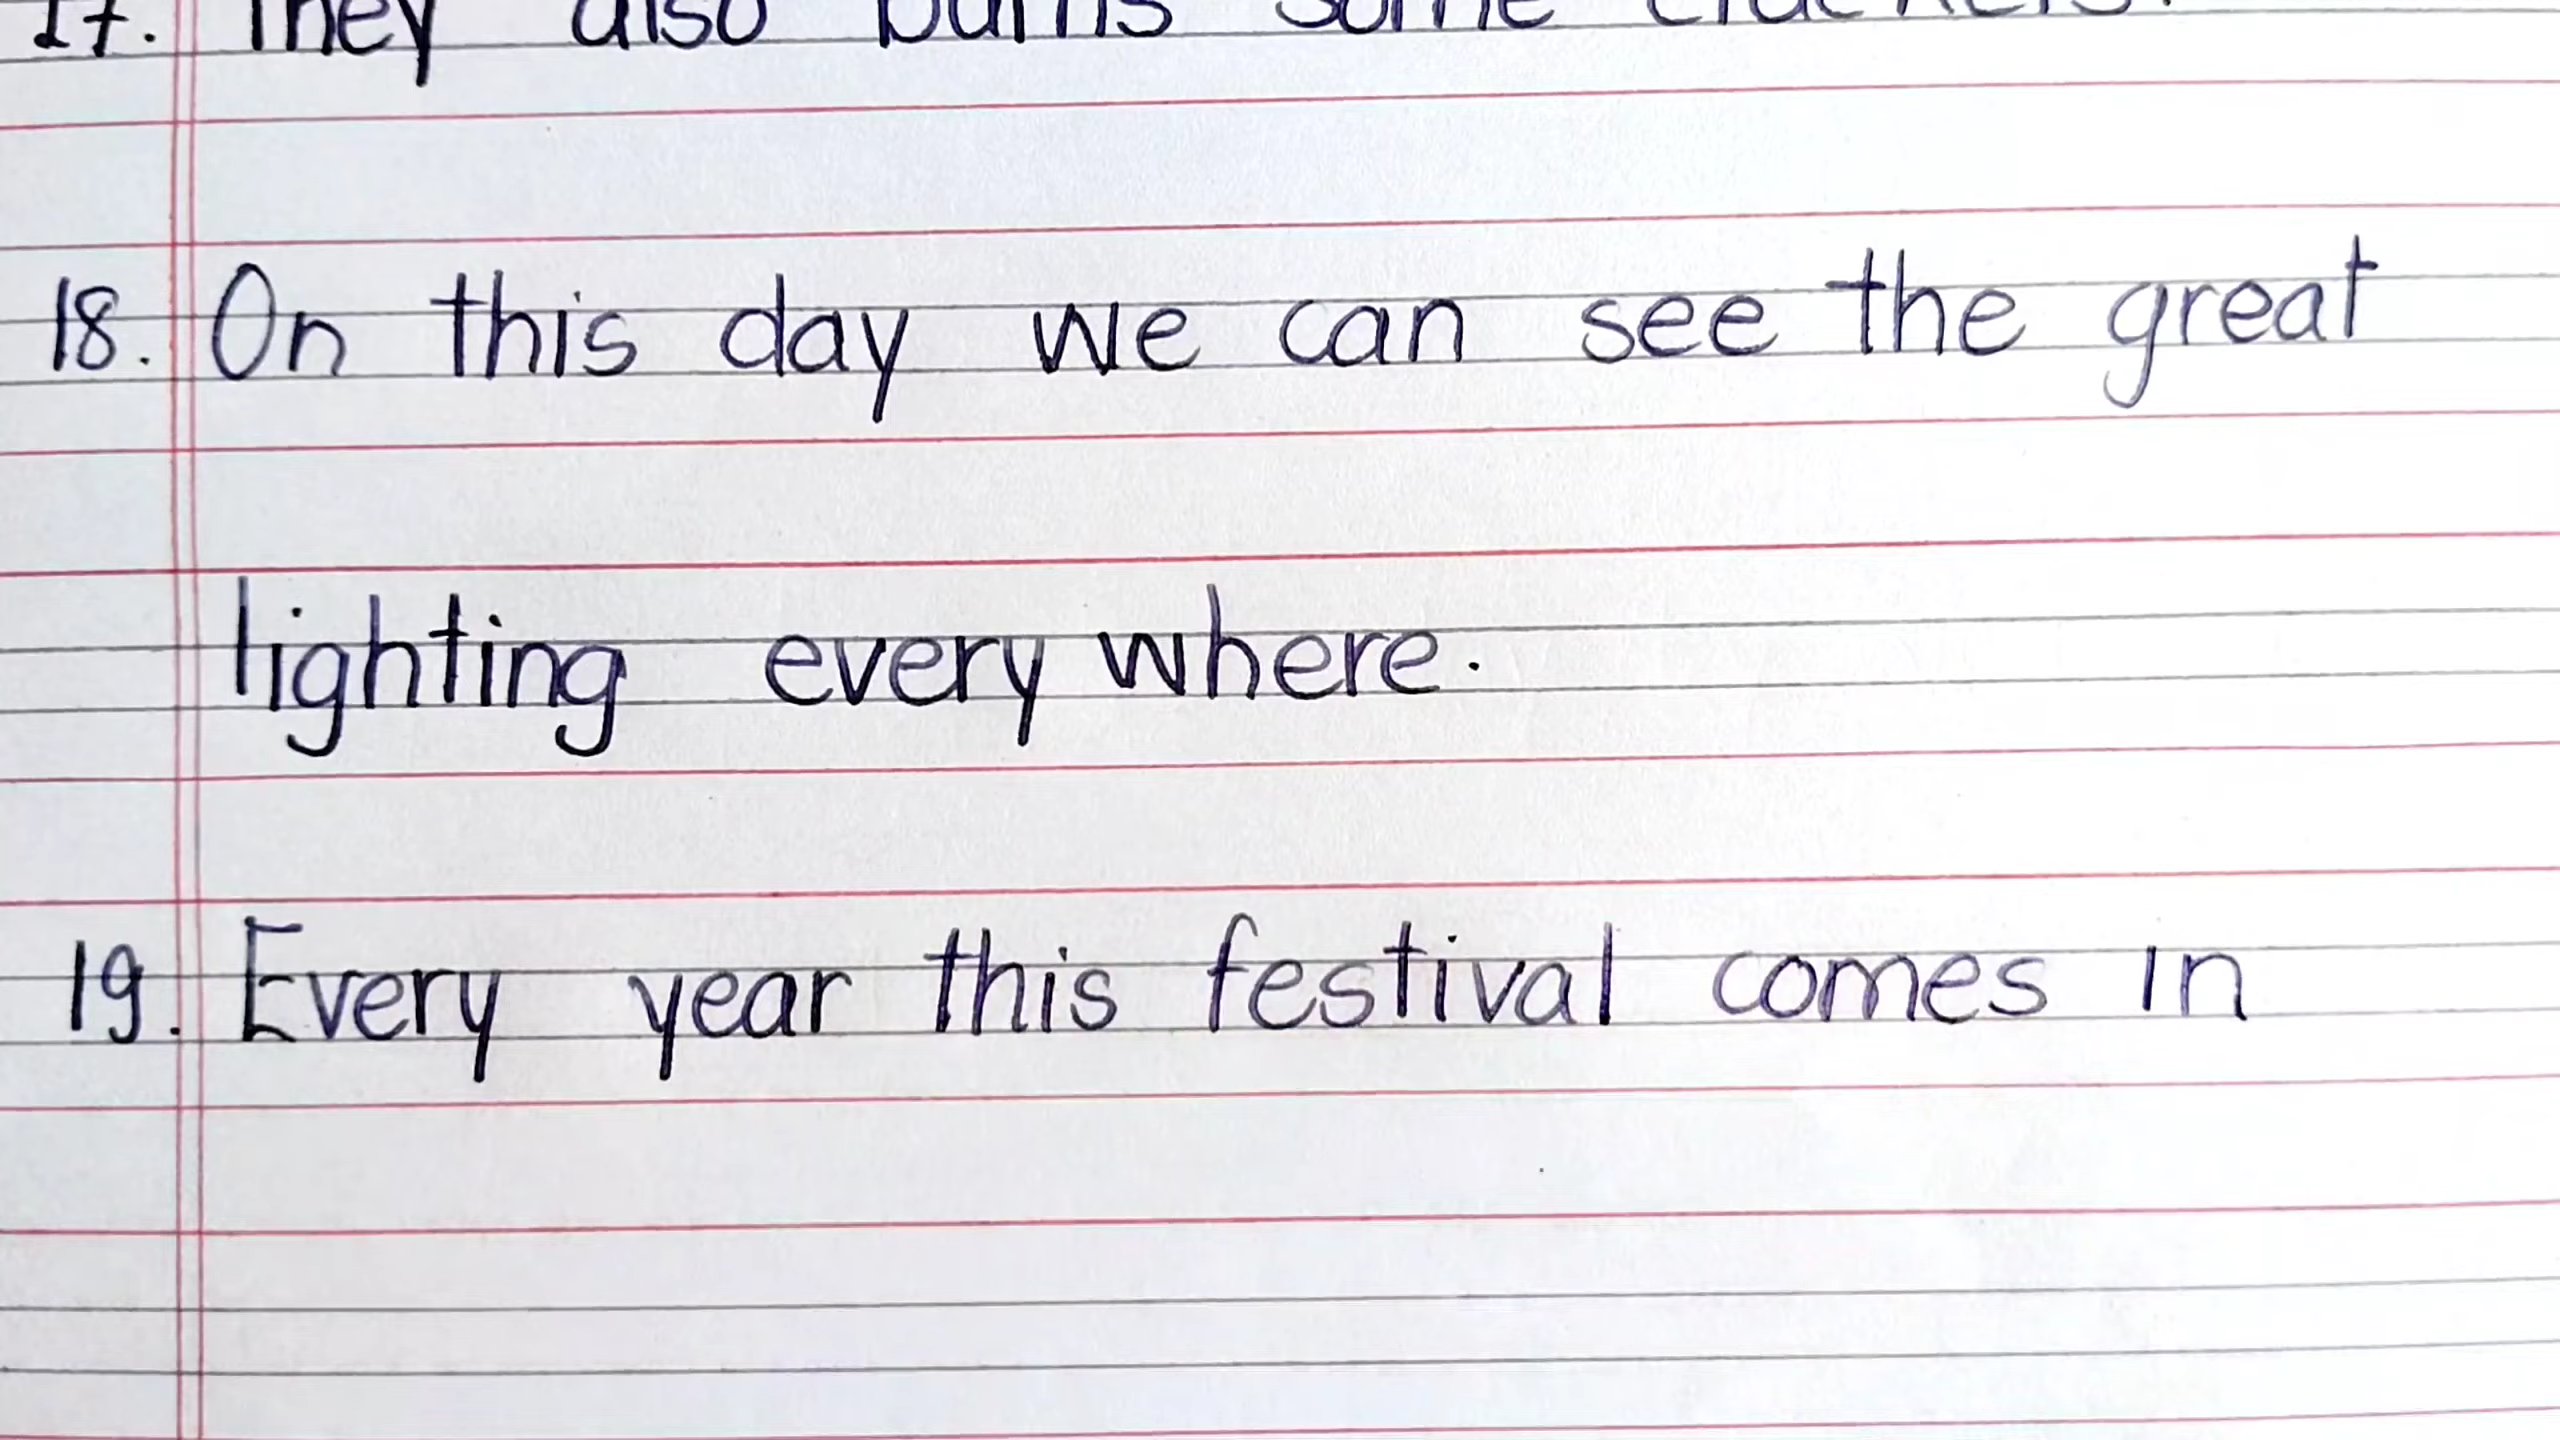 17. They also burns some crackers.
18. On this day we can see the great
lighting every where.
19. Every year this festival comes in